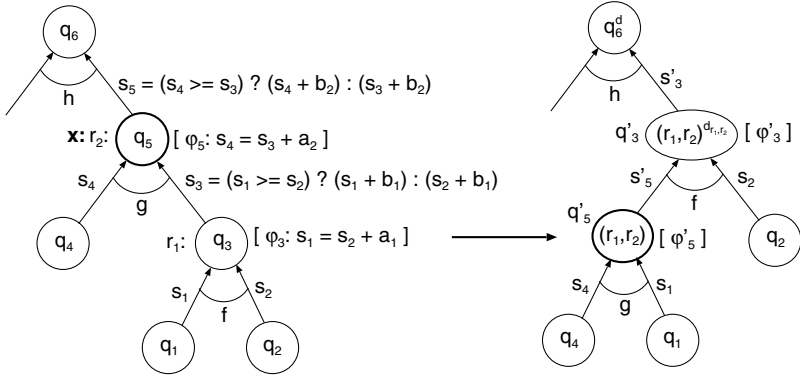 q₆
h
s₅ = (s₄ >= s₃) ? (s₄ + b₂) : (s₃ + b₂)
x: r₂: q₅ [ φ₅: s₄ = s₃ + a₂ ]
s₄
g
s₃ = (s₁ >= s₂) ? (s₁ + b₁) : (s₂ + b₁)
q₄
r₁: q₃ [ φ₃: s₁ = s₂ + a₁ ]
s₁
s₂
f
q₁
q₂
q₆ᵈ
h
s'₃
q'₃ (r₁,r₂)^d_r₁,r₂ [ φ'₃ ]
s'₅
f
s₂
q'₅
(r₁,r₂) [ φ'₅ ]
q₂
s₄
g
s₁
q₄
q₁